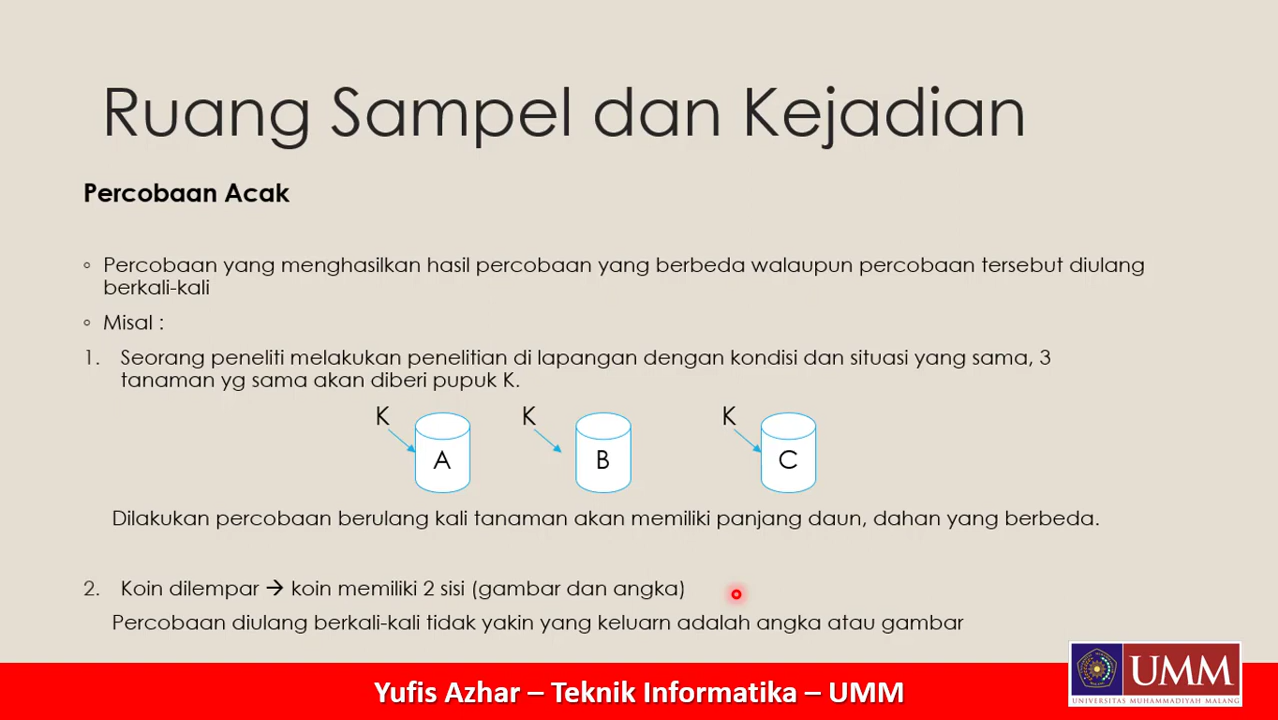 Ruang Sampel dan Kejadian
Percobaan Acak
◦ Percobaan yang menghasilkan hasil percobaan yang berbeda walaupun percobaan tersebut diulang
berkali-kali
◦ Misal :
1. Seorang peneliti melakukan penelitian di lapangan dengan kondisi dan situasi yang sama, 3
tanaman yg sama akan diberi pupuk K.
K K K
A B C
Dilakukan percobaan berulang kali tanaman akan memiliki panjang daun, dahan yang berbeda.
2. Koin dilempar → koin memiliki 2 sisi (gambar dan angka)
Percobaan diulang berkali-kali tidak yakin yang keluarn adalah angka atau gambar
Yufis Azhar – Teknik Informatika – UMM
UMM
UNIVERSITAS MUHAMMADIYAH MALANG